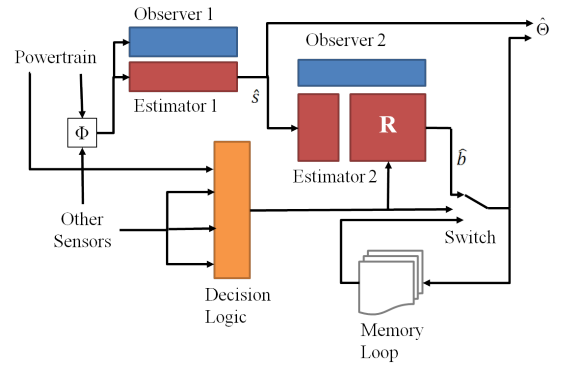 Observer 1
Θ̂
Powertrain
Observer 2
Estimator 1
ŝ
Φ
R
b̂
Estimator 2
Other
Sensors
Switch
Decision
Logic
Memory
Loop